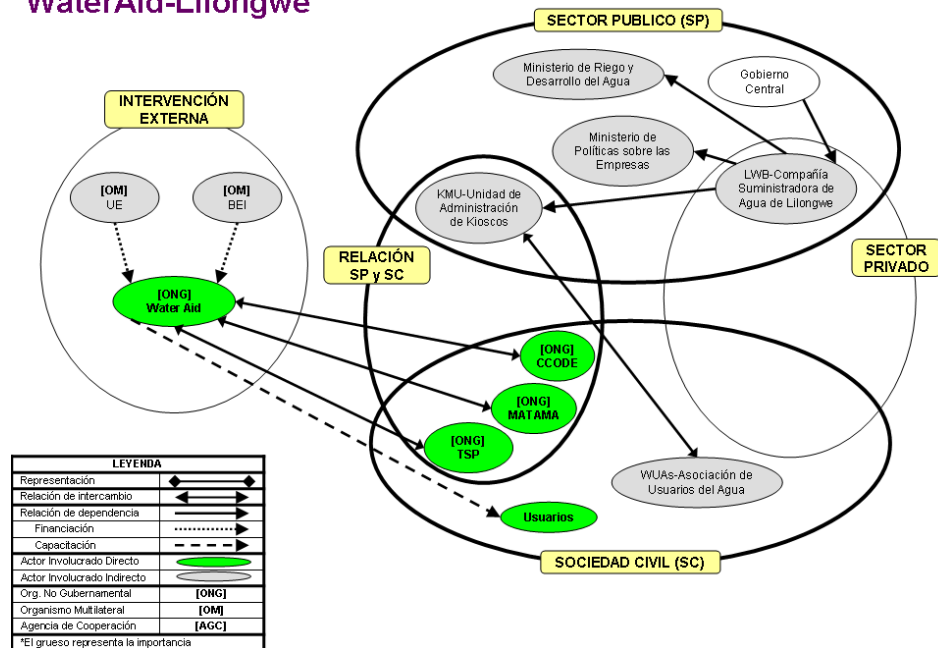 WaterAid-Lilongwe
SECTOR PUBLICO (SP)
Ministerio de Riego y
Desarrollo del Agua
Gobierno
Central
INTERVENCIÓN
EXTERNA
Ministerio de
Políticas sobre las
Empresas
LWB-Compañía
Suministradora de
Agua de Lilongwe
[OM]
UE
[OM]
BEI
KMU-Unidad de
Administración
de Kioscos
RELACIÓN
SP y SC
SECTOR
PRIVADO
[ONG]
Water Aid
[ONG]
CCODE
[ONG]
MATAMA
[ONG]
TSP
WUAs-Asociación de
Usuarios del Agua
Usuarios
SOCIEDAD CIVIL (SC)
LEYENDA
Representación
Relación de intercambio
Relación de dependencia
Financiación
Capacitación
Actor Involucrado Directo
Actor Involucrado Indirecto
Org. No Gubernamental [ONG]
Organismo Multilateral [OM]
Agencia de Cooperación [AGC]
*El grueso representa la importancia